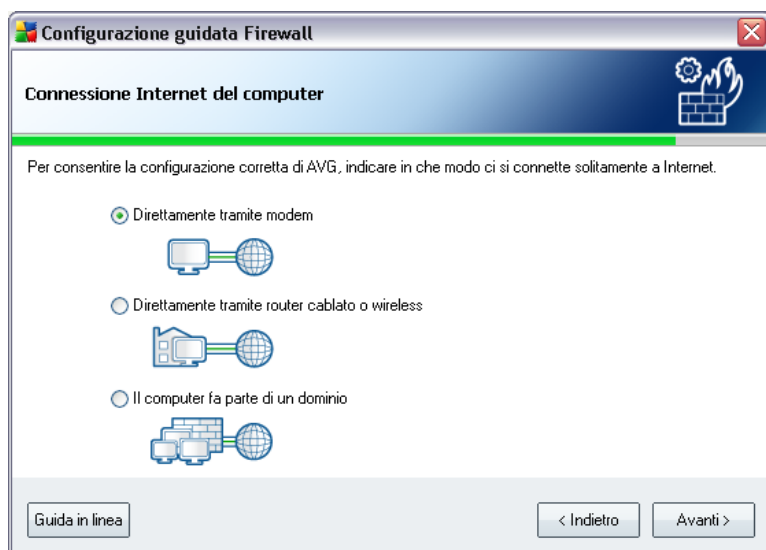 Configurazione guidata Firewall
Connessione Internet del computer
Per consentire la configurazione corretta di AVG, indicare in che modo ci si connette solitamente a Internet.
Direttamente tramite modem
Direttamente tramite router cablato o wireless
Il computer fa parte di un dominio
Guida in linea
< Indietro
Avanti >